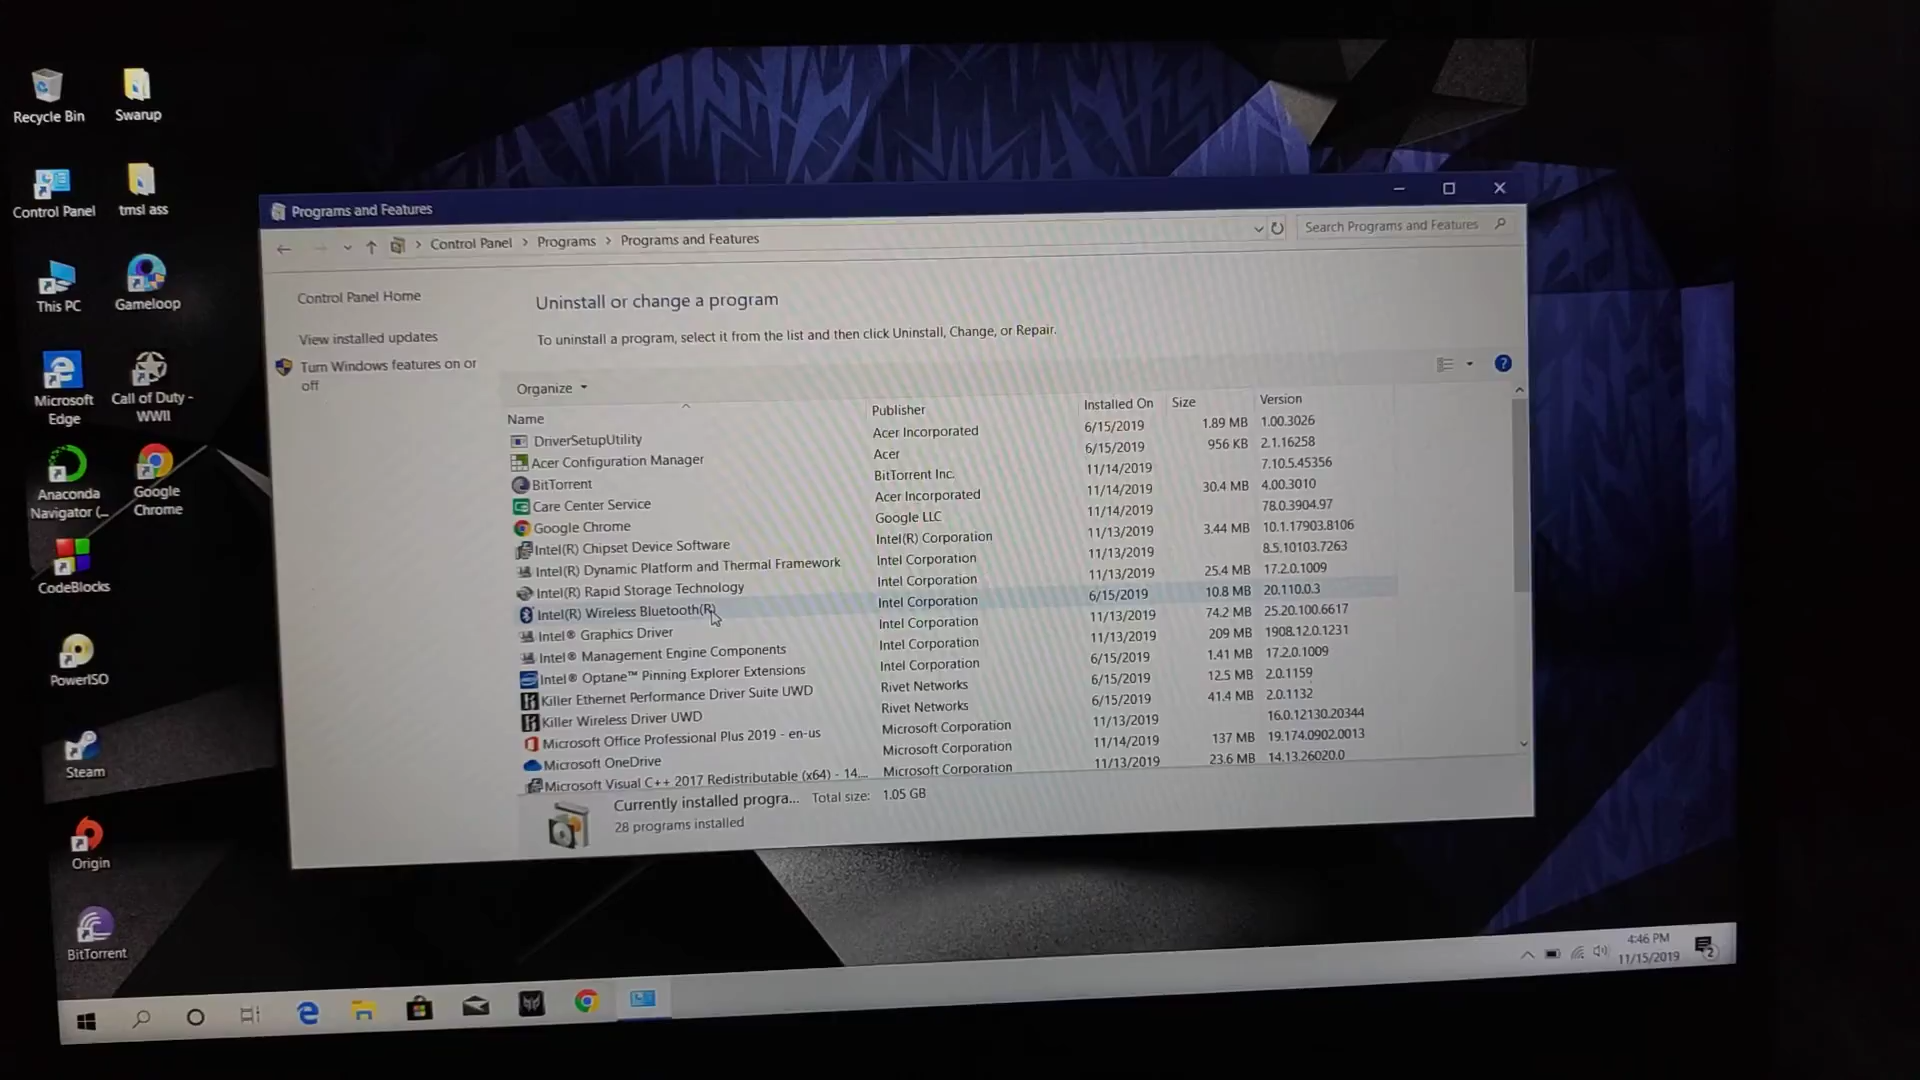 Recycle Bin
Swarup
Control Panel
tmsl ass
This PC
Gameloop
Microsoft
Edge
Call of Duty -
WWII
Anaconda
Navigator (...
Google
Chrome
CodeBlocks
PowerISO
Steam
Origin
BitTorrent
Programs and Features
Control Panel > Programs > Programs and Features
Search Programs and Features
Control Panel Home
View installed updates
Turn Windows features on or
off
Uninstall or change a program
To uninstall a program, select it from the list and then click Uninstall, Change, or Repair.
Organize
Name Publisher Installed On Size Version
DriverSetupUtility Acer Incorporated 6/15/2019 1.89 MB 1.00.3026
Acer Configuration Manager Acer 6/15/2019 956 KB 2.1.16258
BitTorrent BitTorrent Inc. 11/14/2019 7.10.5.45356
Care Center Service Acer Incorporated 11/14/2019 30.4 MB 4.00.3010
Google Chrome Google LLC 11/14/2019 78.0.3904.97
Intel(R) Chipset Device Software Intel(R) Corporation 11/13/2019 3.44 MB 10.1.17903.8106
Intel(R) Dynamic Platform and Thermal Framework Intel Corporation 11/13/2019 8.5.10103.7263
Intel(R) Rapid Storage Technology Intel Corporation 11/13/2019 25.4 MB 17.2.0.1009
Intel(R) Wireless Bluetooth(R) Intel Corporation 6/15/2019 10.8 MB 20.110.0.3
Intel® Graphics Driver Intel Corporation 11/13/2019 74.2 MB 25.20.100.6617
Intel® Management Engine Components Intel Corporation 11/13/2019 209 MB 1908.12.0.1231
Intel® Optane™ Pinning Explorer Extensions Intel Corporation 6/15/2019 1.41 MB 17.2.0.1009
Killer Ethernet Performance Driver Suite UWD Rivet Networks 6/15/2019 12.5 MB 2.0.1159
Killer Wireless Driver UWD Rivet Networks 6/15/2019 41.4 MB 2.0.1132
Microsoft Office Professional Plus 2019 - en-us Microsoft Corporation 11/13/2019 16.0.12130.20344
Microsoft OneDrive Microsoft Corporation 11/14/2019 137 MB 19.174.0902.0013
Microsoft Visual C++ 2017 Redistributable (x64) - 14.... Microsoft Corporation 11/13/2019 23.6 MB 14.13.26020.0
Currently installed progra... Total size: 1.05 GB
28 programs installed
4:46 PM
11/15/2019
2